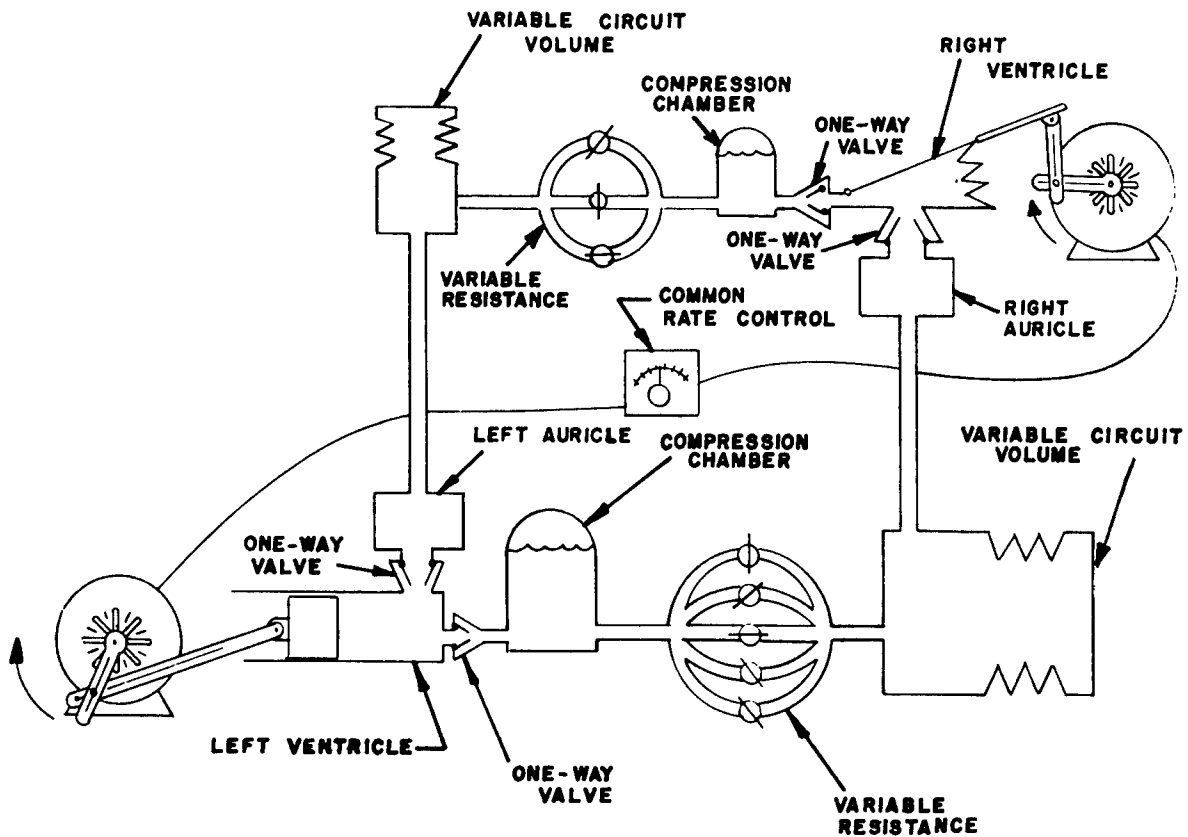 VARIABLE CIRCUIT
VOLUME
RIGHT
VENTRICLE
COMPRESSION
CHAMBER
ONE-WAY
VALVE
ONE-WAY
VALVE
VARIABLE
RESISTANCE
COMMON
RATE CONTROL
RIGHT
AURICLE
LEFT AURICLE
COMPRESSION
CHAMBER
VARIABLE CIRCUIT
VOLUME
ONE-WAY
VALVE
LEFT VENTRICLE
ONE-WAY
VALVE
VARIABLE
RESISTANCE